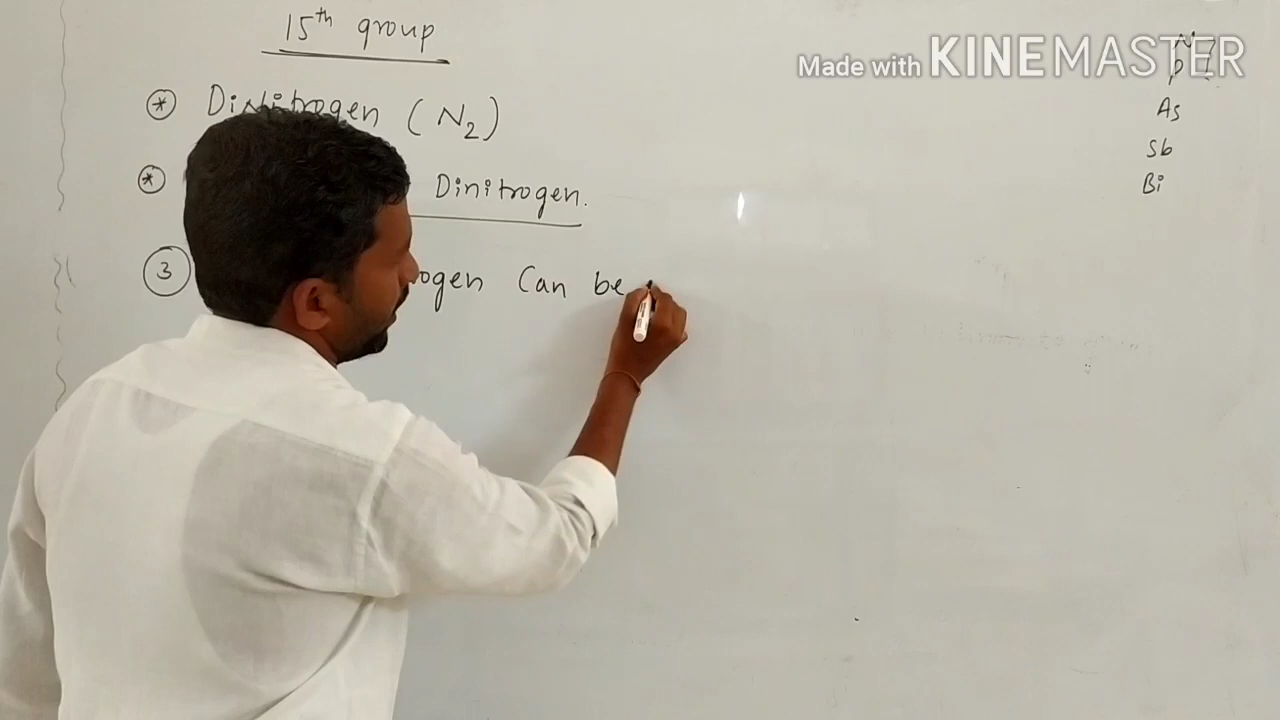 15th group
Made with KINEMASTER
N
P
* Dinitrogen (N2)
As
Sb
* Dinitrogen.
Bi
3 ogen Can be